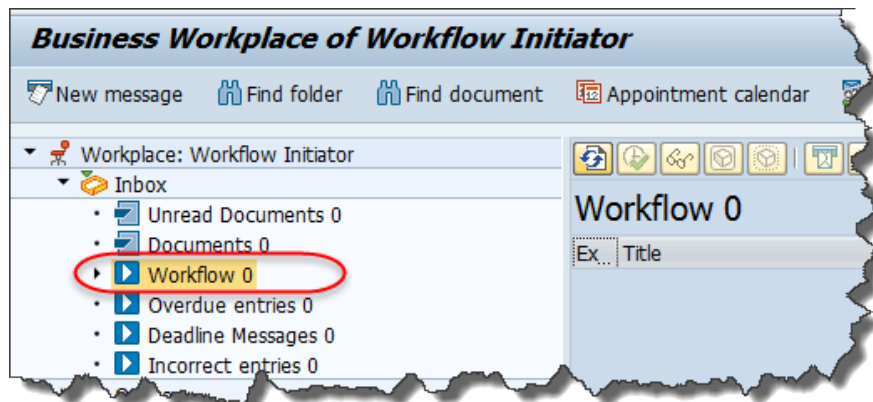 Business Workplace of Workflow Initiator
New message Find folder Find document Appointment calendar
Workplace: Workflow Initiator
Inbox
Unread Documents 0
Documents 0
Workflow 0
Overdue entries 0
Deadline Messages 0
Incorrect entries 0
Workflow 0
Ex... Title